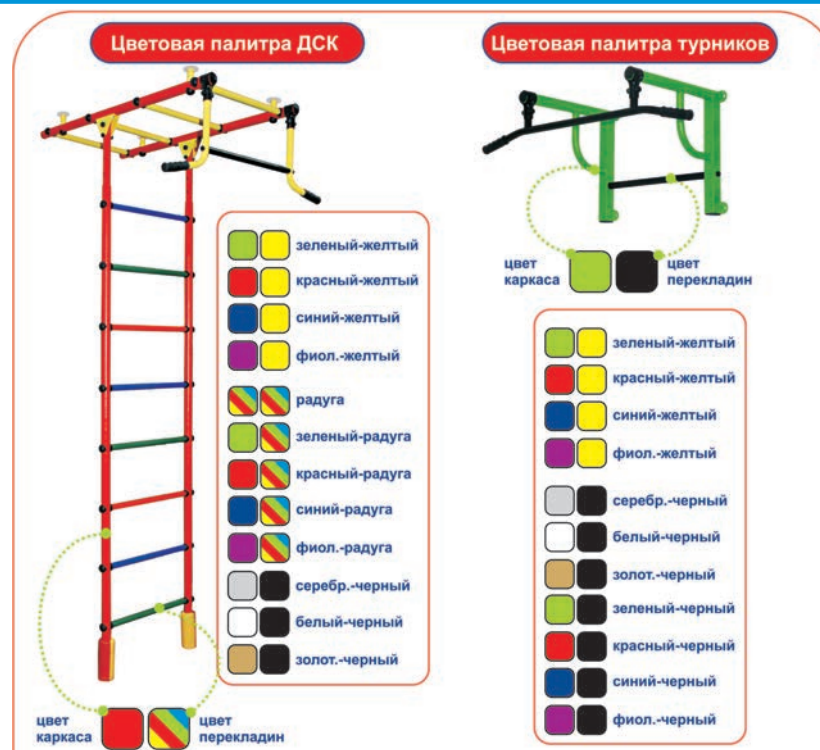 Цветовая палитра ДСК
зеленый-желтый
красный-желтый
синий-желтый
фиол.-желтый
радуга
зеленый-радуга
красный-радуга
синий-радуга
фиол.-радуга
серебр.-черный
белый-черный
золот.-черный
цвет
каркаса
цвет
перекладин
Цветовая палитра турников
цвет
каркаса
цвет
перекладин
зеленый-желтый
красный-желтый
синий-желтый
фиол.-желтый
серебр.-черный
белый-черный
золот.-черный
зеленый-черный
красный-черный
синий-черный
фиол.-черный